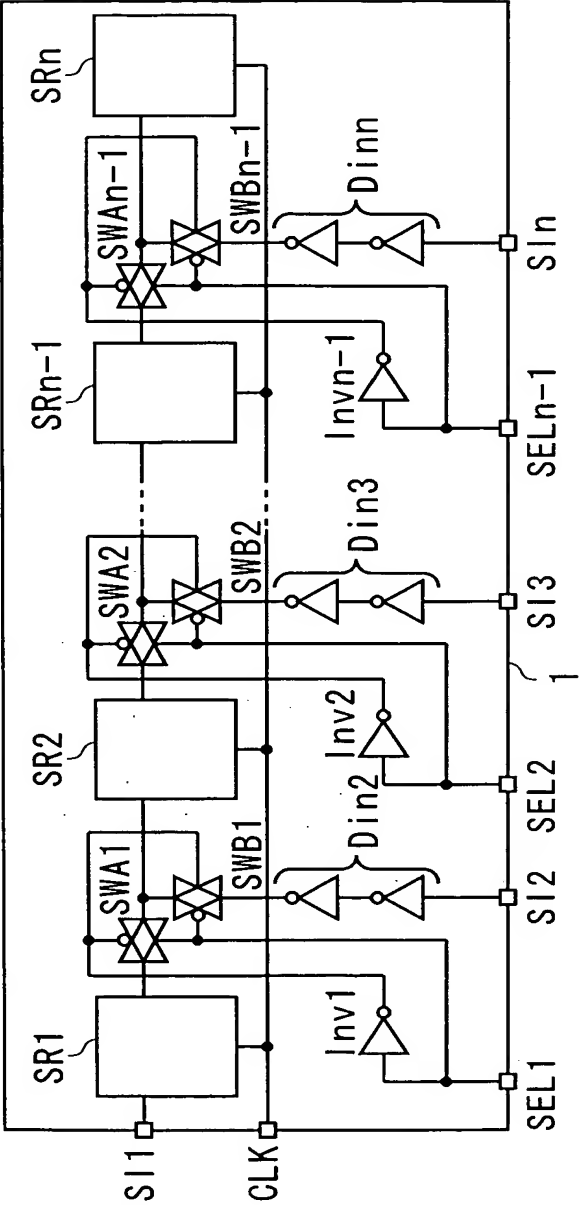 SR1
SR2
SRn-1
SRn
SWA1
SWA2
SWAn-1
SI1
CLK
SWB1
SWB2
SWBn-1
Inv1
Din2
Inv2
Din3
Invn-1
Dinn
SEL1
SI2
SEL2
SI3
SELn-1
SIn
1